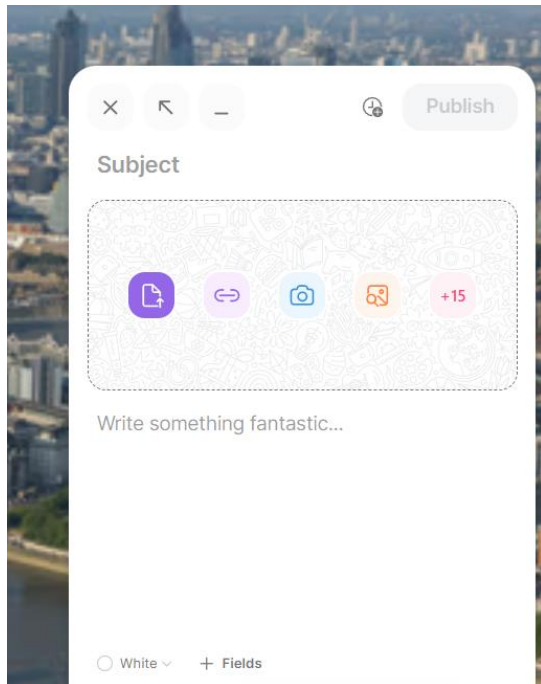 Publish
Subject
+15
Write something fantastic...
White
+ Fields